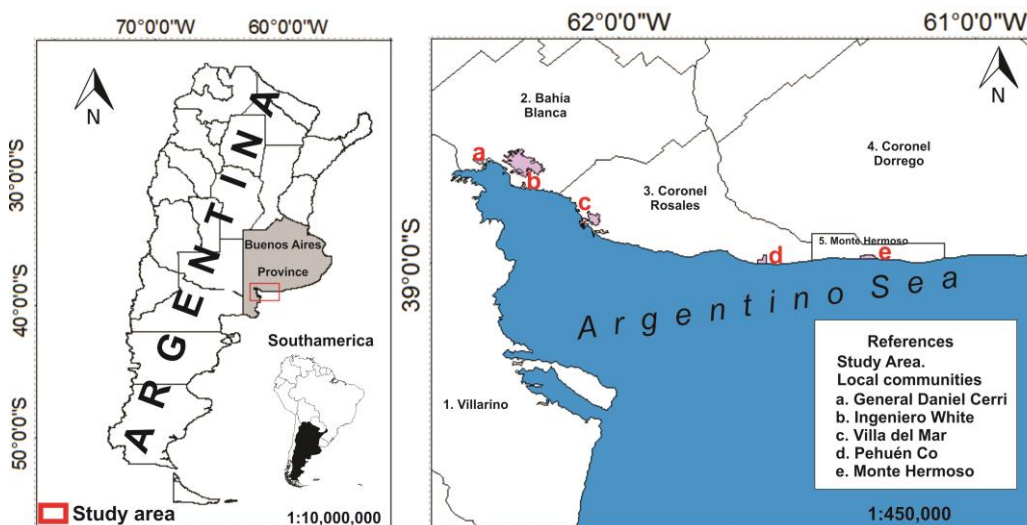 70°0'0"W
60°0'0"W
30°0'0"S
40°0'0"S
50°0'0"S
N
ARGENTINA
Buenos Aires
Province
Southamerica
Study area
1:10,000,000
62°0'0"W
61°0'0"W
39°0'0"S
N
2. Bahía
Blanca
4. Coronel
Dorrego
3. Coronel
Rosales
5. Monte Hermoso
a
b
c
d
e
Argentino Sea
1. Villarino
References
Study Area.
Local communities
a. General Daniel Cerri
b. Ingeniero White
c. Villa del Mar
d. Pehuén Co
e. Monte Hermoso
1:450,000